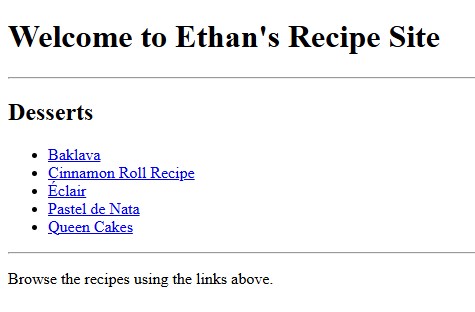 Welcome to Ethan's Recipe Site
Desserts
Baklava
Cinnamon Roll Recipe
Éclair
Pastel de Nata
Queen Cakes
Browse the recipes using the links above.